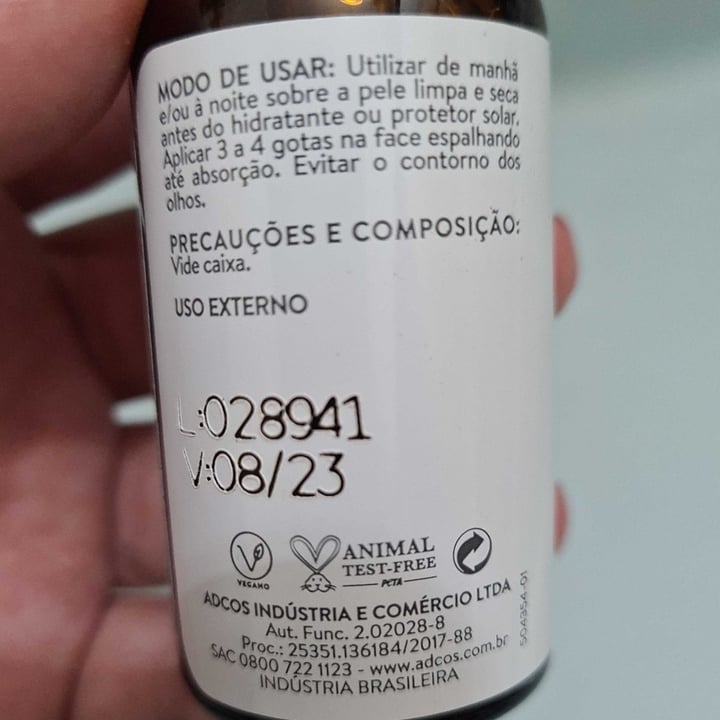 MODO DE USAR: Utilizar de manhã
e/ou à noite sobre a pele limpa e seca
antes do hidratante ou protetor solar.
Aplicar 3 a 4 gotas na face espalhando
até absorção. Evitar o contorno dos
olhos.
PRECAUÇÕES E COMPOSIÇÃO:
Vide caixa.
USO EXTERNO
L:028941
V:08/23
VEGANO
ANIMAL
TEST-FREE
PETA
ADCOS INDÚSTRIA E COMÉRCIO LTDA
Aut. Func. 2.02028-8
Proc.: 25351.136184/2017-88
SAC 0800 722 1123 - www.adcos.com.br
INDÚSTRIA BRASILEIRA
504354-01